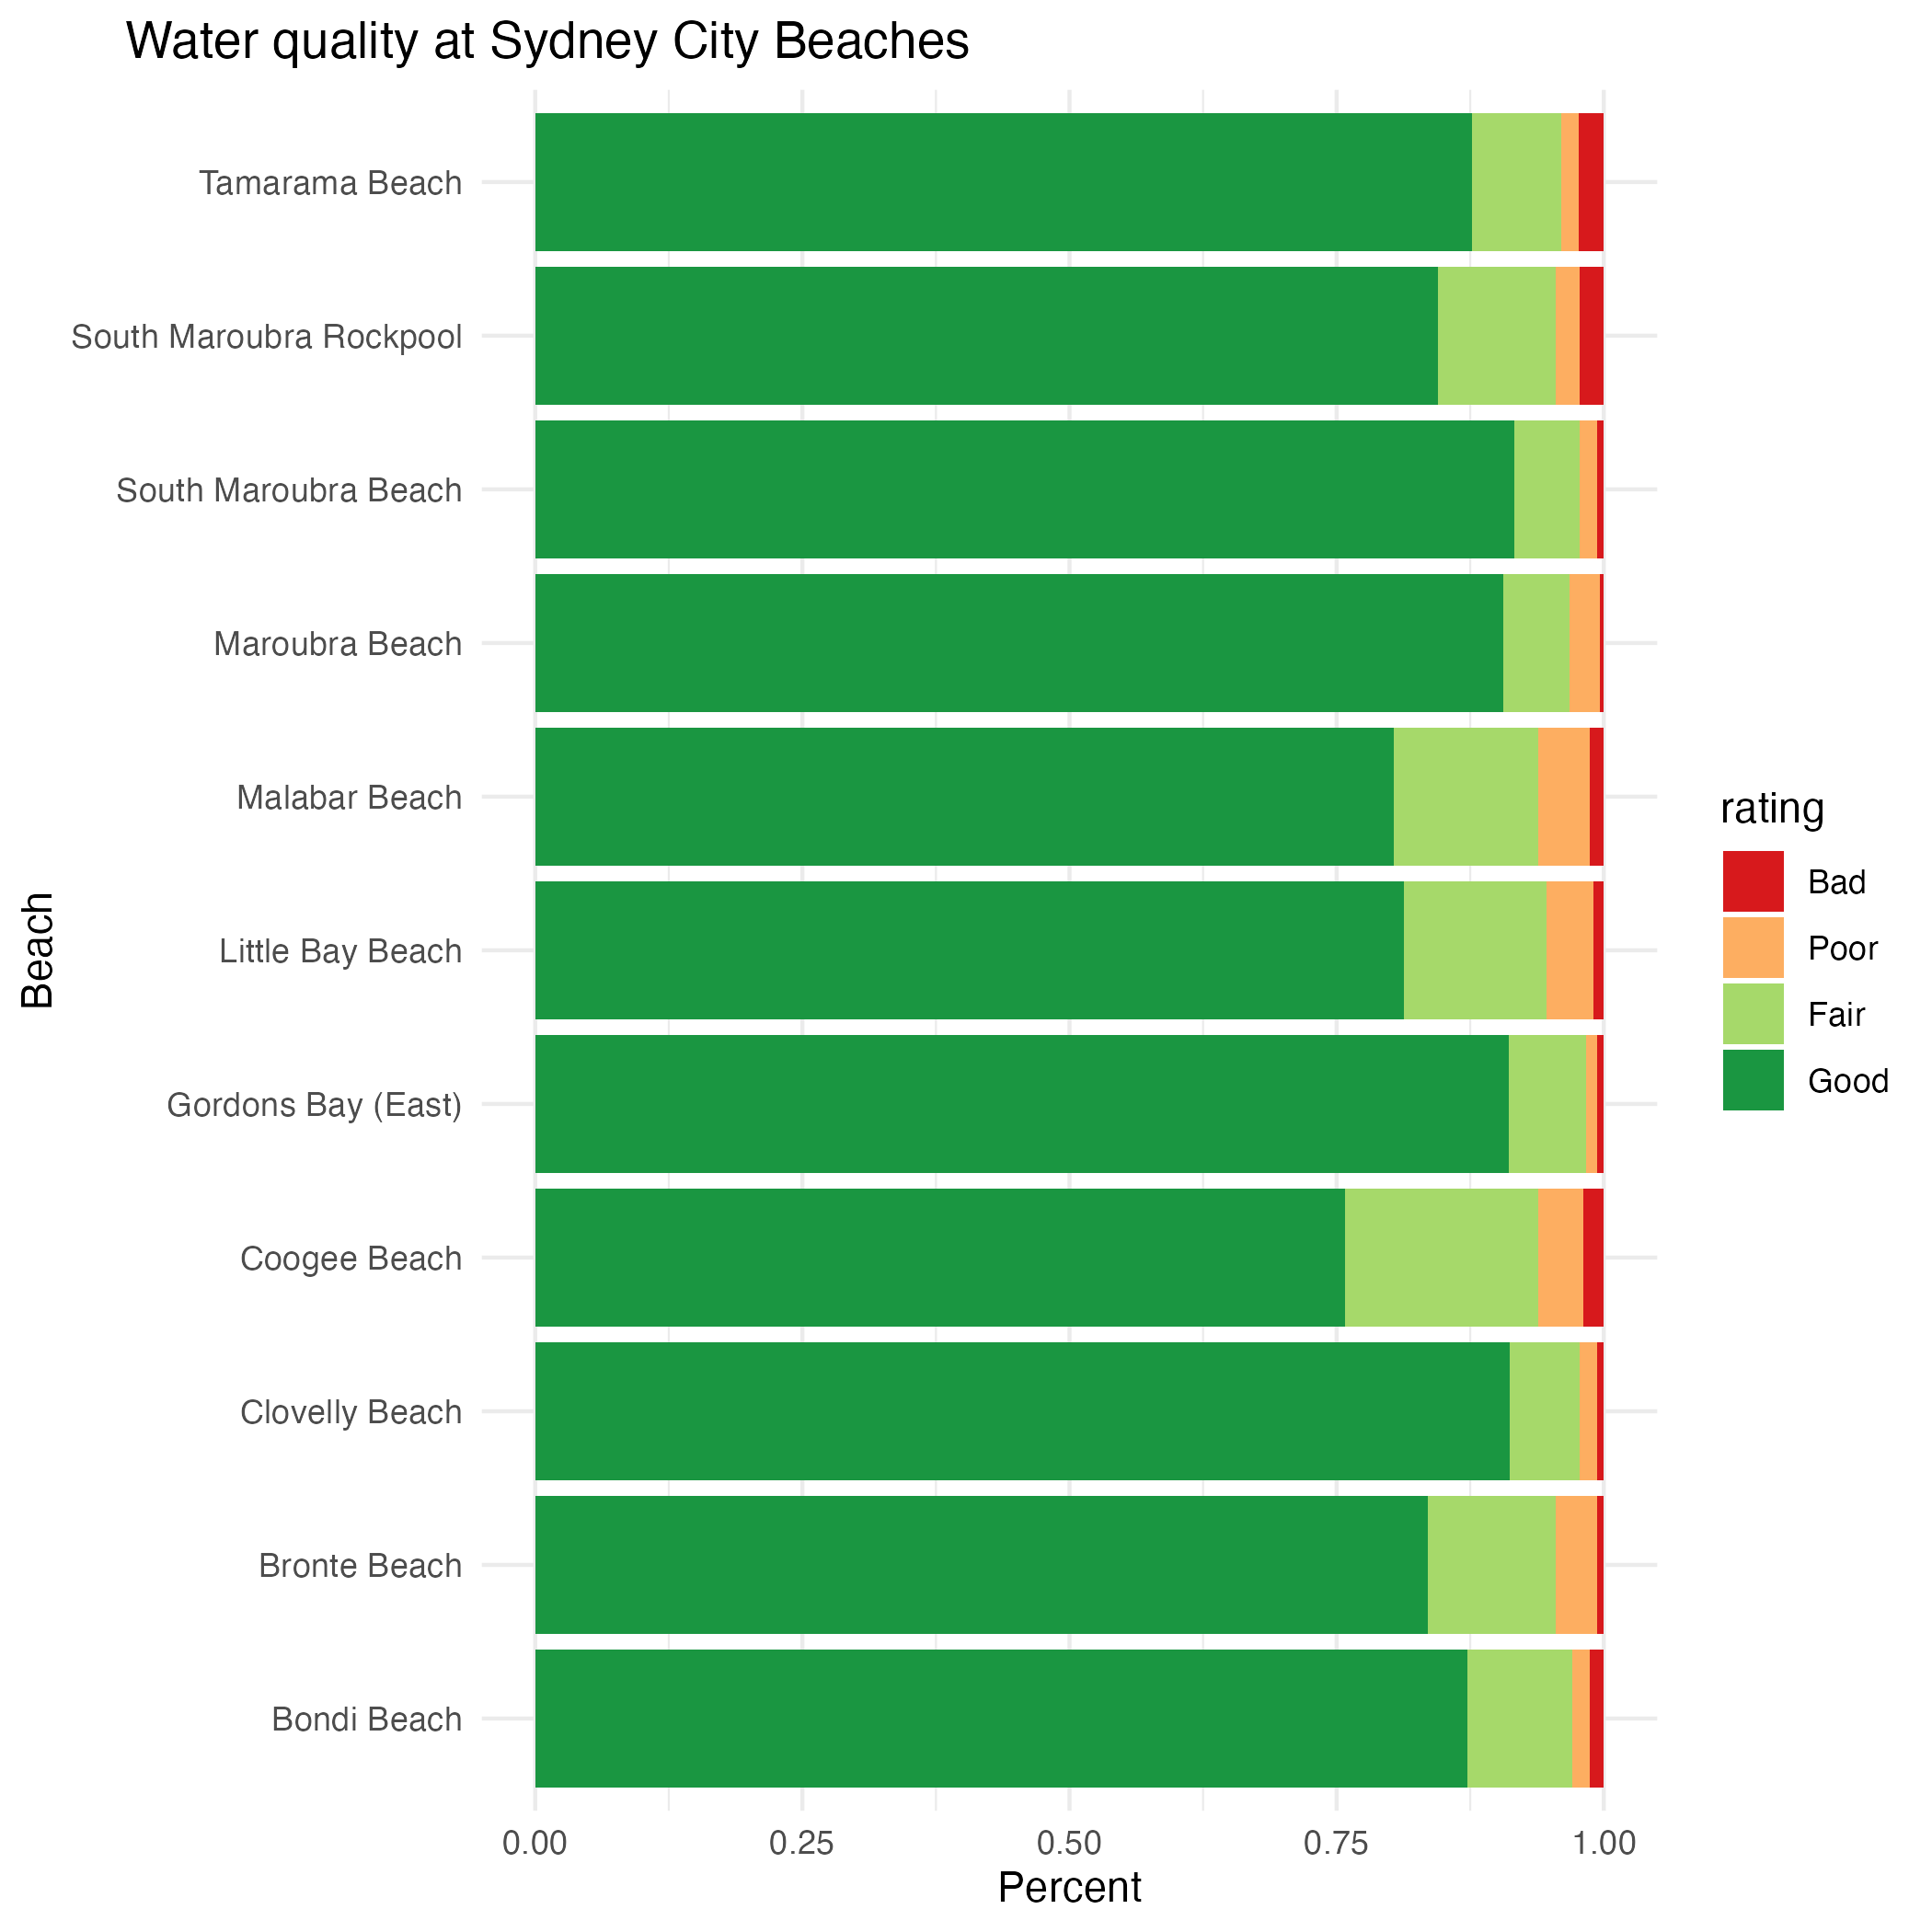 Water quality at Sydney City Beaches
Beach
Tamarama Beach
South Maroubra Rockpool
South Maroubra Beach
Maroubra Beach
Malabar Beach
Little Bay Beach
Gordons Bay (East)
Coogee Beach
Clovelly Beach
Bronte Beach
Bondi Beach
0.00 0.25 0.50 0.75 1.00
Percent
rating
Bad
Poor
Fair
Good